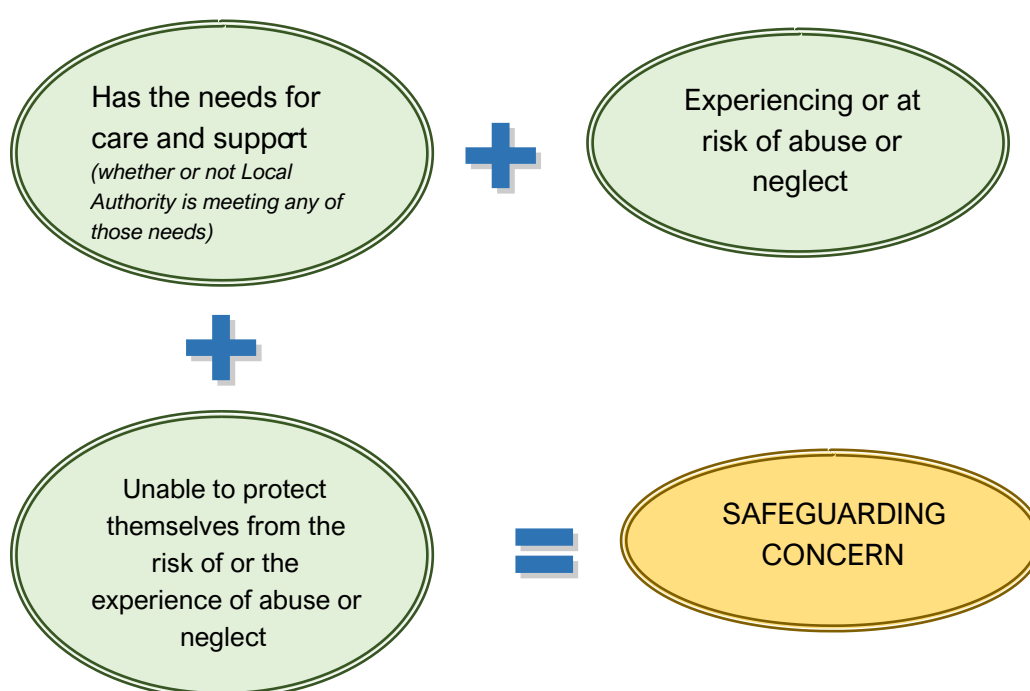 Has the needs for
care and support
(whether or not Local
Authority is meeting any of
those needs)
Experiencing or at
risk of abuse or
neglect
Unable to protect
themselves from the
risk of or the
experience of abuse or
neglect
SAFEGUARDING
CONCERN